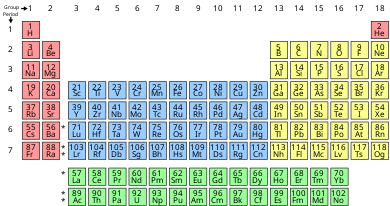 Group →1 2 3 4 5 6 7 8 9 10 11 12 13 14 15 16 17 18
Period
↓
1 1 2
H He
2 3 4 5 6 7 8 9 10
Li Be B C N O F Ne
3 11 12 13 14 15 16 17 18
Na Mg Al Si P S Cl Ar
4 19 20 21 22 23 24 25 26 27 28 29 30 31 32 33 34 35 36
K Ca Sc Ti V Cr Mn Fe Co Ni Cu Zn Ga Ge As Se Br Kr
5 37 38 39 40 41 42 43 44 45 46 47 48 49 50 51 52 53 54
Rb Sr Y Zr Nb Mo Tc Ru Rh Pd Ag Cd In Sn Sb Te I Xe
6 55 56 * 71 72 73 74 75 76 77 78 79 80 81 82 83 84 85 86
Cs Ba Lu Hf Ta W Re Os Ir Pt Au Hg Tl Pb Bi Po At Rn
7 87 88 * * 103 104 105 106 107 108 109 110 111 112 113 114 115 116 117 118
Fr Ra Lr Rf Db Sg Bh Hs Mt Ds Rg Cn Nh Fl Mc Lv Ts Og
* 57 58 59 60 61 62 63 64 65 66 67 68 69 70
La Ce Pr Nd Pm Sm Eu Gd Tb Dy Ho Er Tm Yb
* * 89 90 91 92 93 94 95 96 97 98 99 100 101 102
Ac Th Pa U Np Pu Am Cm Bk Cf Es Fm Md No